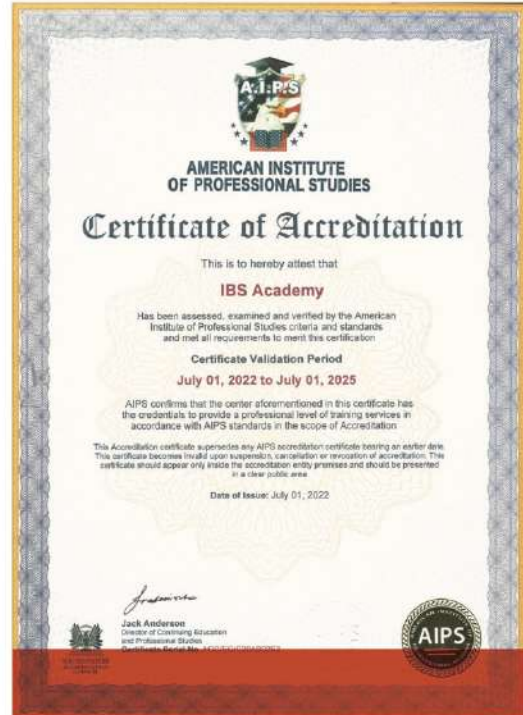 A.I.P.S
AMERICAN INSTITUTE
OF PROFESSIONAL STUDIES
Certificate of Accreditation
This is to hereby attest that
IBS Academy
Has been assessed, examined and verified by the American
Institute of Professional Studies criteria and standards
and met all requirements to merit this certification
Certificate Validation Period
July 01, 2022 to July 01, 2025
AIPS confirms that the center aforementioned in this certificate has
the credentials to provide a professional level of training services in
accordance with AIPS standards in the scope of Accreditation
This Accreditation certificate supersedes any AIPS accreditation certificate bearing an earlier date.
This certificate becomes invalid upon suspension, cancellation or revocation of accreditation. This
certificate should appear only inside the accreditation entity premises and should be presented
in a clear public area
Date of Issue: July 01, 2022
Jack Anderson
Director of Continuing Education
and Professional Studies
Certificate Serial No.
AIPS